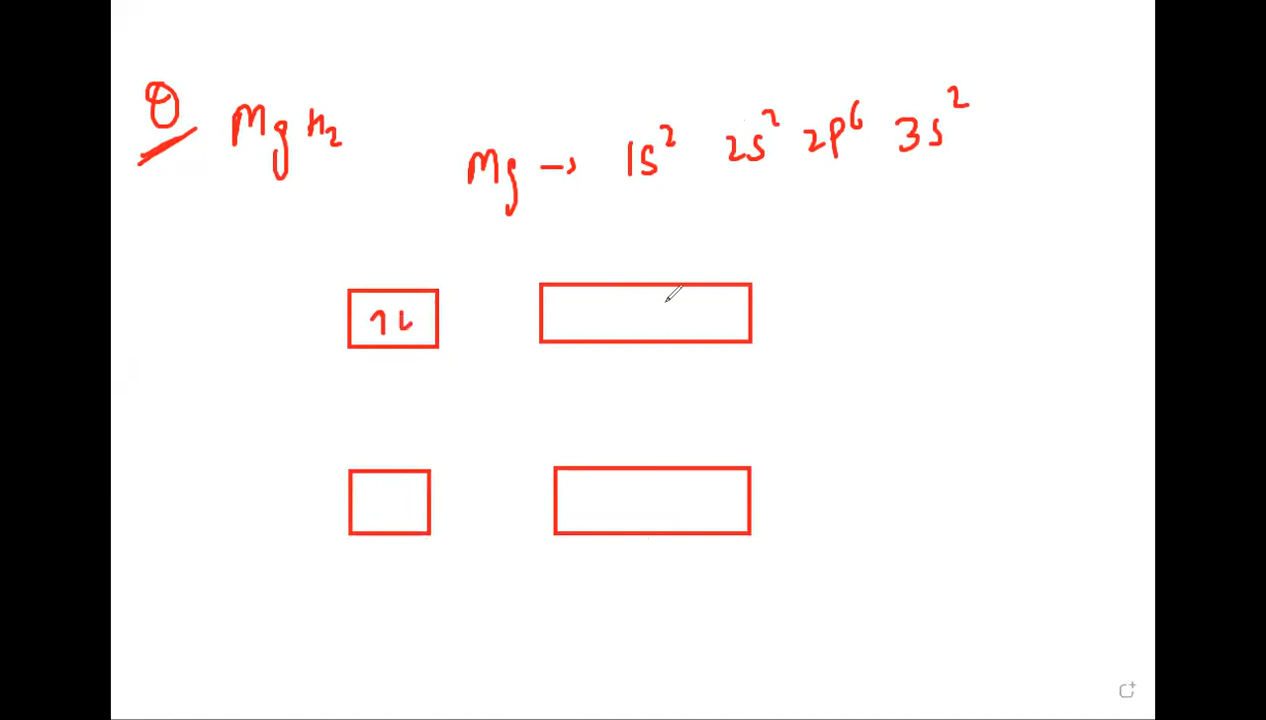 Q MgH₂
Mg → 1s² 2s² 2p⁶ 3s²
↿⇂